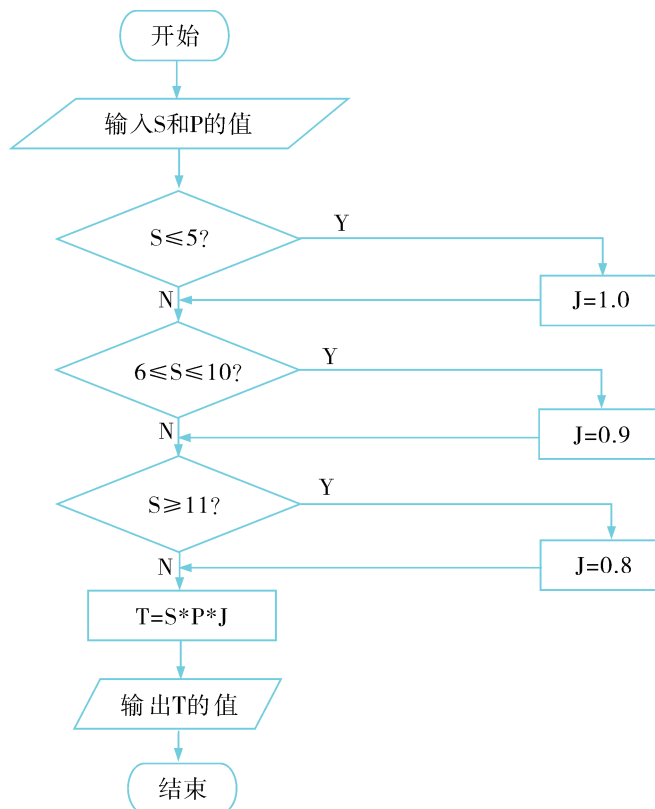 开始
输入S和P的值
S≤5?
Y
N
J=1.0
6≤S≤10?
Y
N
J=0.9
S≥11?
Y
N
J=0.8
T=S*P*J
输出T的值
结束